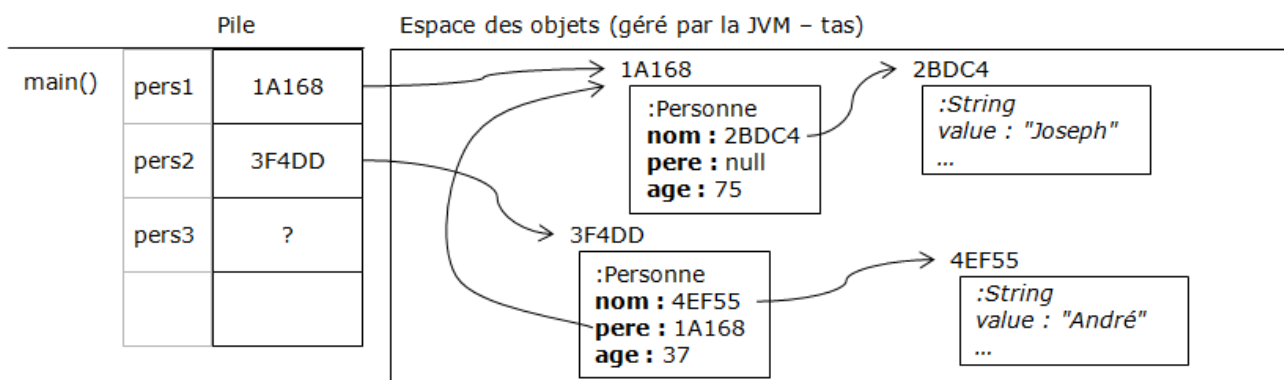 Pile
Espace des objets (géré par la JVM – tas)
main()
pers1
1A168
pers2
3F4DD
pers3
?
1A168
:Personne
nom : 2BDC4
pere : null
age : 75
2BDC4
:String
value : "Joseph"
...
3F4DD
:Personne
nom : 4EF55
pere : 1A168
age : 37
4EF55
:String
value : "André"
...